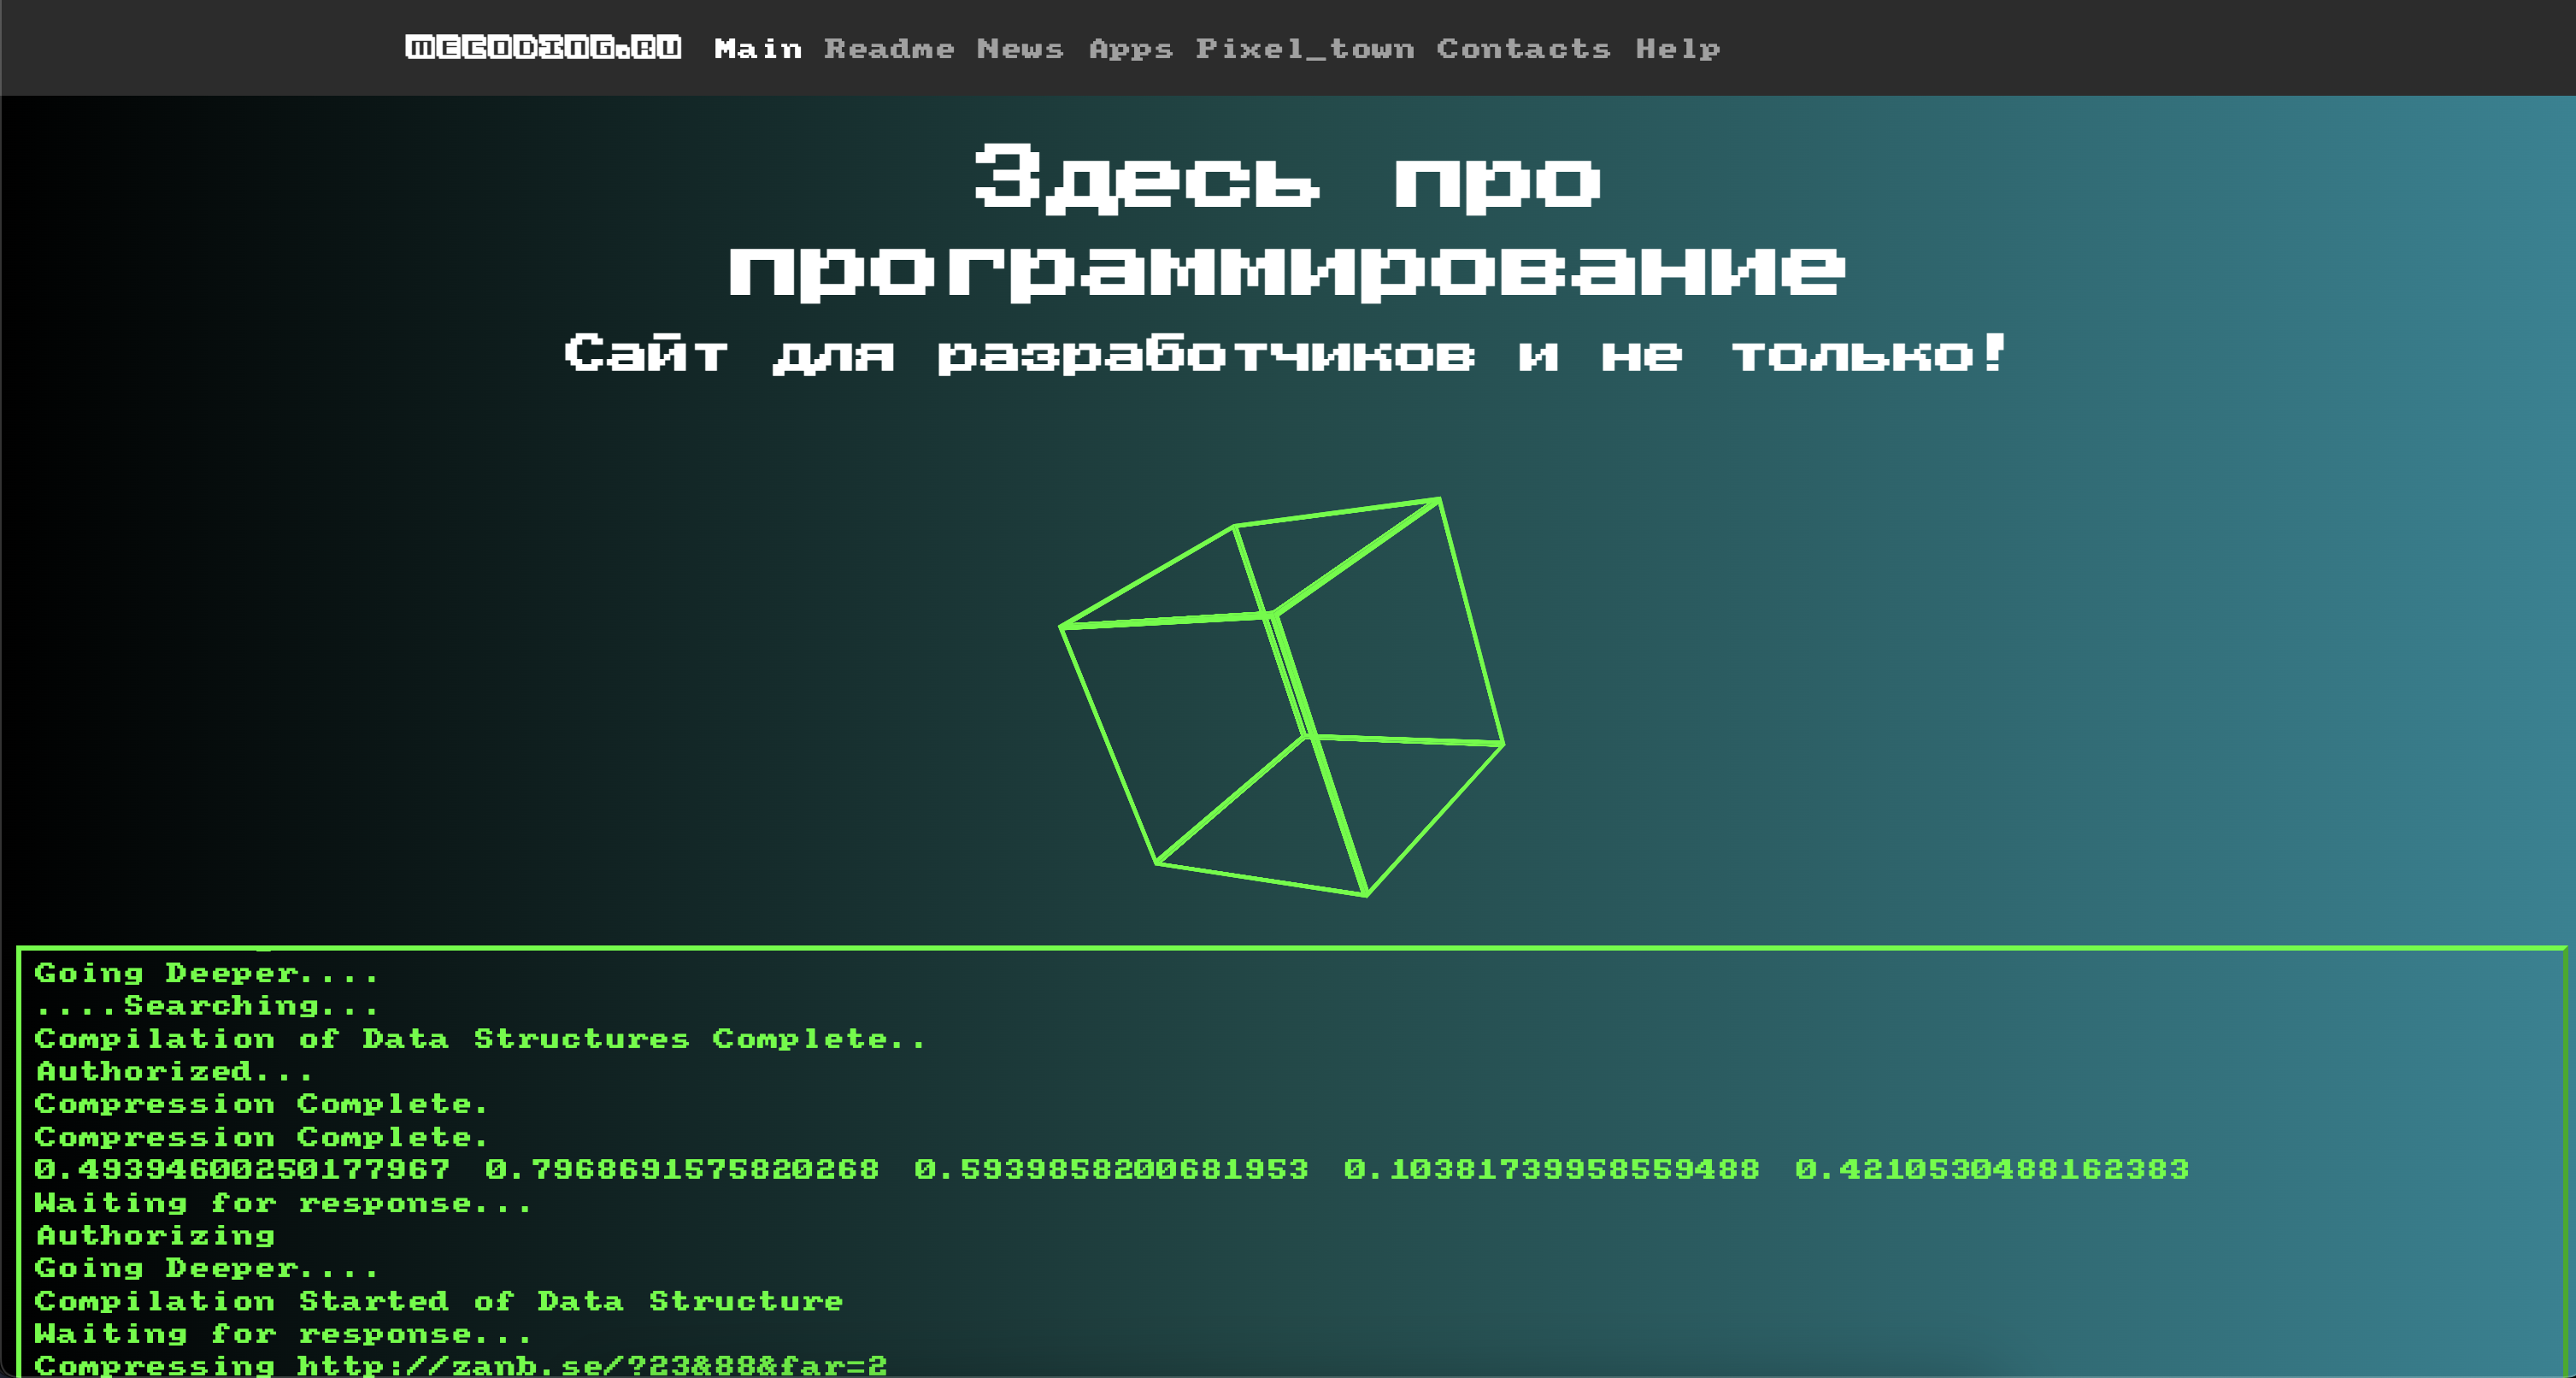 MECODING.RU Main Readme News Apps Pixel_town Contacts Help
Здесь про
программирование
Сайт для разработчиков и не только!
Going Deeper....
....Searching...
Compilation of Data Structures Complete..
Authorized...
Compression Complete.
Compression Complete.
0.49394600250177967 0.7968691575820268 0.5939858200681953 0.10381739958559488 0.4210530488162383
Waiting for response...
Authorizing
Going Deeper....
Compilation Started of Data Structure
Waiting for response...
Compressing http://zanb.se/?23&88&far=2